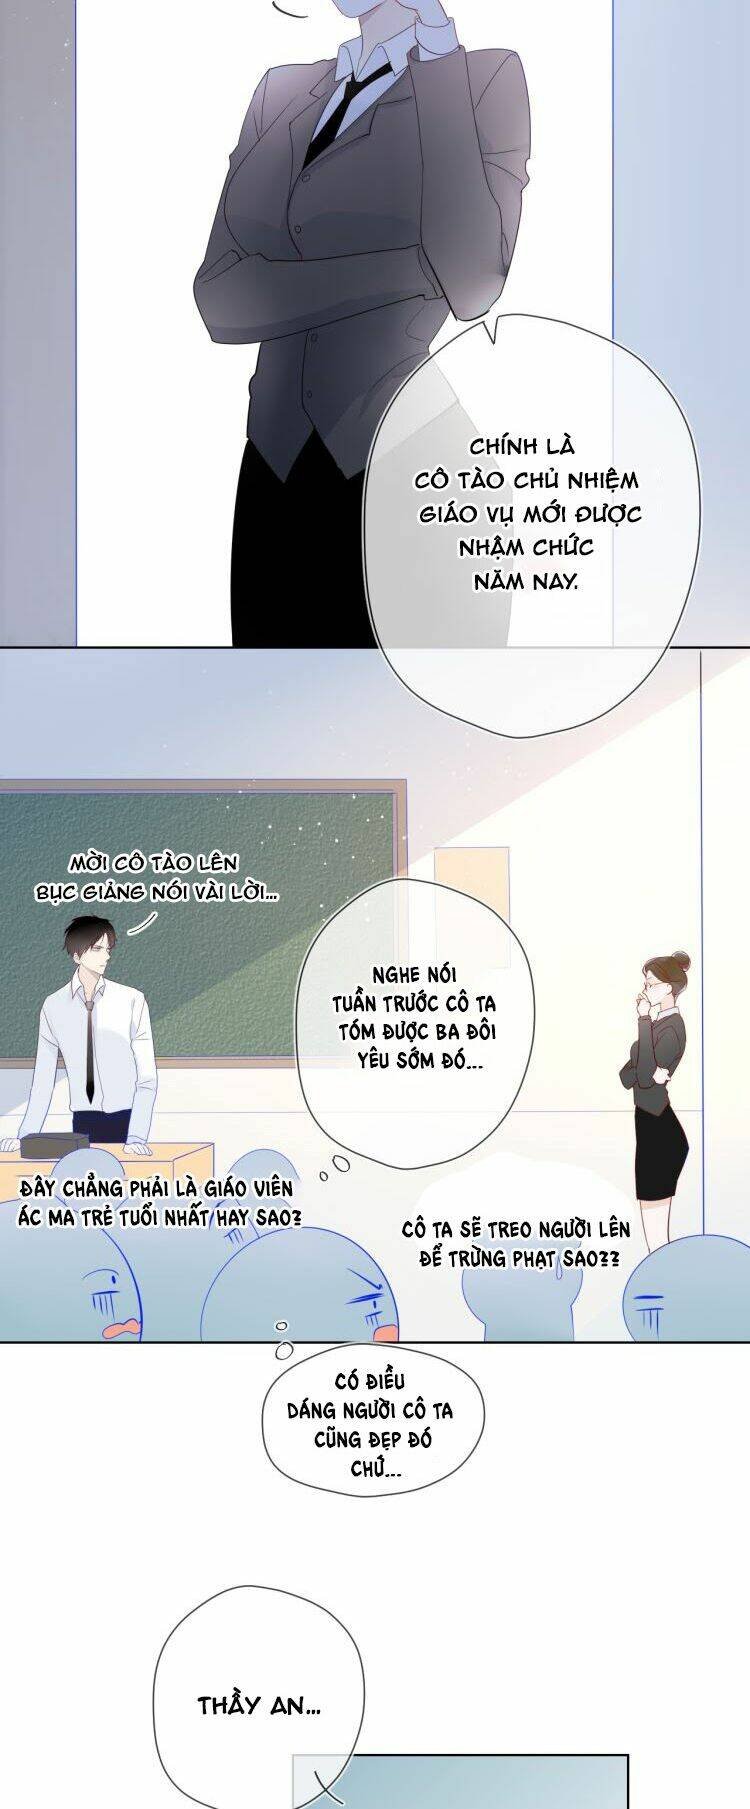 CHÍNH LÀ
CÔ TÀO CHỦ NHIỆM
GIÁO VỤ MỚI ĐƯỢC
NHẬM CHỨC
NĂM NAY.
MỜI CÔ TÀO LÊN
BỤC GIẢNG NÓI VÀI LỜI...
NGHE NÓI
TUẦN TRƯỚC CÔ TA
TÓM ĐƯỢC BA ĐÔI
YÊU SỚM ĐÓ...
ĐÂY CHẲNG PHẢI LÀ GIÁO VIÊN
ÁC MA TRẺ TUỔI NHẤT HAY SAO?
CÔ TA SẼ TREO NGƯỜI LÊN
ĐỂ TRỪNG PHẠT SAO??
CÓ ĐIỀU
DÁNG NGƯỜI CÔ TA
CŨNG ĐẸP ĐÓ
CHỨ...
THẦY AN...